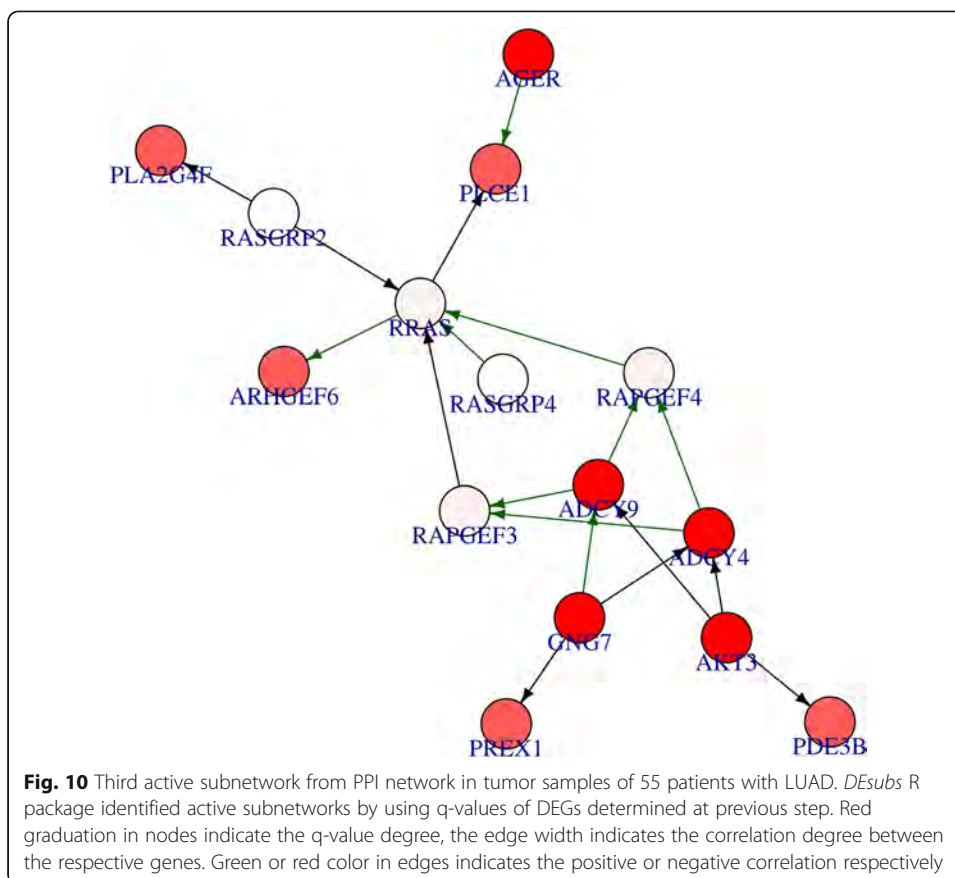 AGER
PLA2G4F
PLCE1
RASGRP2
RRAS
ARHGEF6
RASGRP4
RAPGEF4
ADCY9
RAPGEF3
ADCY4
GNG7
AKT3
PREX1
PDE3B
Fig. 10 Third active subnetwork from PPI network in tumor samples of 55 patients with LUAD. DEsubs R
package identified active subnetworks by using q-values of DEGs determined at previous step. Red
graduation in nodes indicate the q-value degree, the edge width indicates the correlation degree between
the respective genes. Green or red color in edges indicates the positive or negative correlation respectively